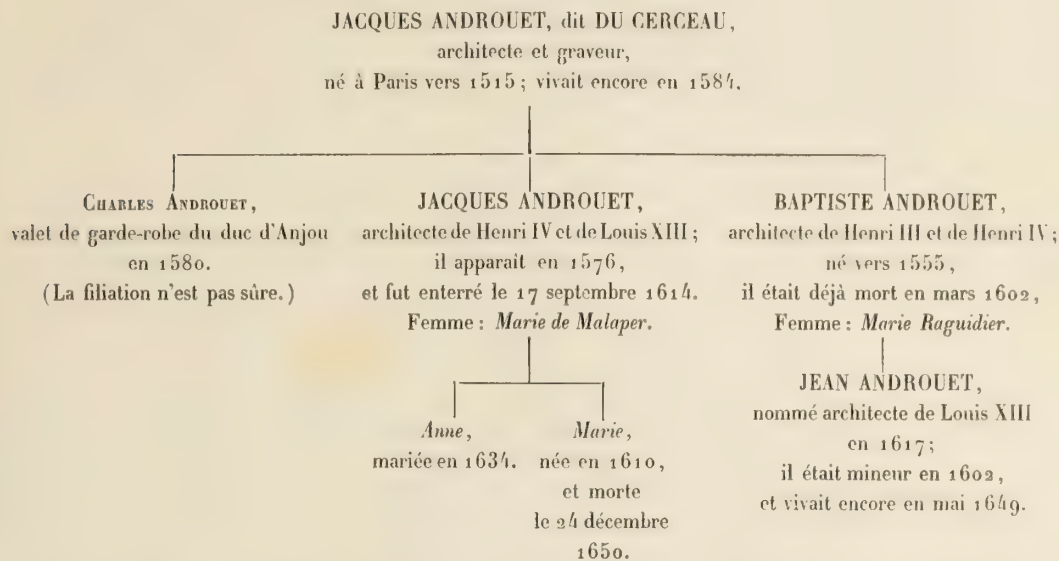 JACQUES ANDROUET, dit DU CERCEAU,
architecte et graveur,
né à Paris vers 1515; vivait encore en 1584.
CHARLES ANDROUET,
valet de garde-robe du duc d'Anjou
en 1580.
(La filiation n'est pas sûre.)
JACQUES ANDROUET,
architecte de Henri IV et de Louis XIII;
il apparait en 1576,
et fut enterré le 17 septembre 1614.
Femme : Marie de Malaper.
BAPTISTE ANDROUET,
architecte de Henri III et de Henri IV;
né vers 1555,
il était déjà mort en mars 1602,
Femme : Marie Raguidier.
Anne,
mariée en 1634.
Marie,
née en 1610,
et morte
le 24 décembre
1650.
JEAN ANDROUET,
nommé architecte de Louis XIII
en 1617;
il était mineur en 1602,
et vivait encore en mai 1649.